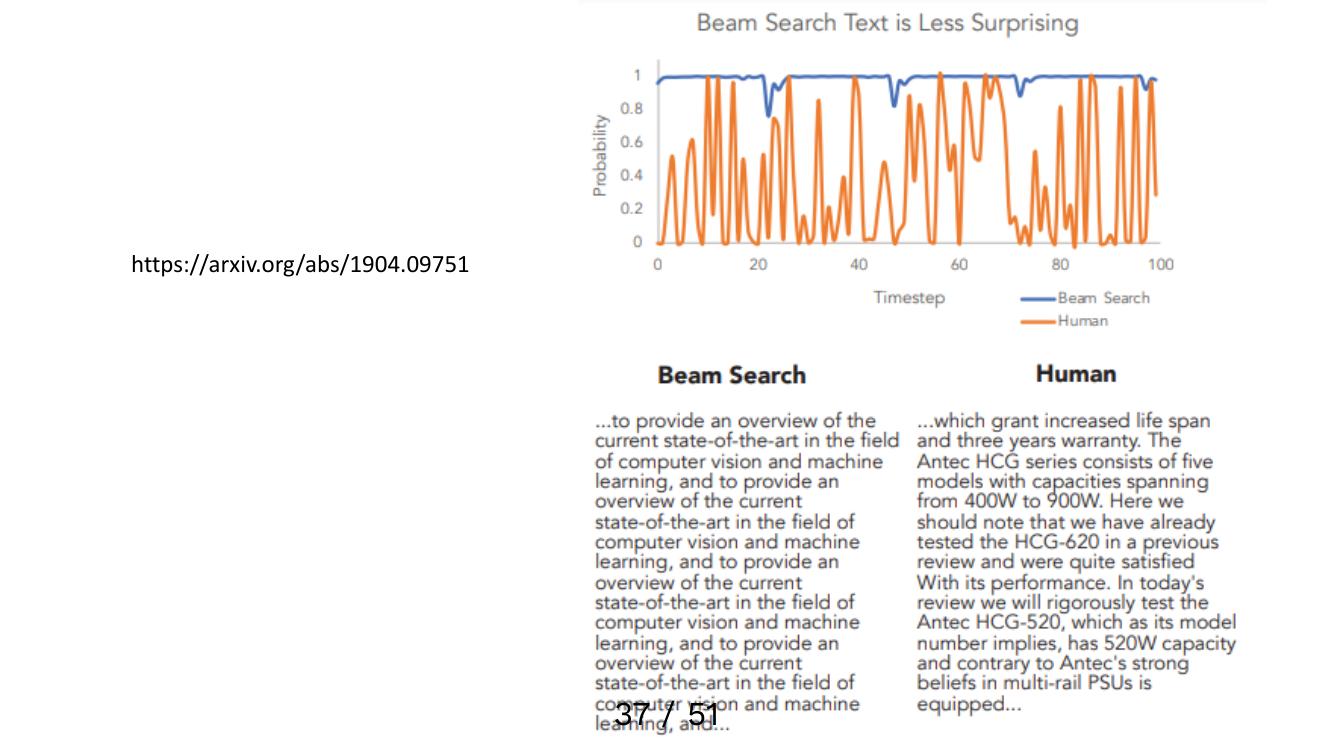 Beam Search Text is Less Surprising
1
0.8
0.6
0.4
0.2
0
Probability
0
20
40
60
80
100
Timestep
Beam Search
Human
https://arxiv.org/abs/1904.09751
Beam Search
...to provide an overview of the
current state-of-the-art in the field
of computer vision and machine
learning, and to provide an
overview of the current
state-of-the-art in the field of
computer vision and machine
learning, and to provide an
overview of the current
state-of-the-art in the field of
computer vision and machine
learning, and to provide an
overview of the current
state-of-the-art in the field of
computer vision and machine
learning, and...
Human
...which grant increased life span
and three years warranty. The
Antec HCG series consists of five
models with capacities spanning
from 400W to 900W. Here we
should note that we have already
tested the HCG-620 in a previous
review and were quite satisfied
With its performance. In today's
review we will rigorously test the
Antec HCG-520, which as its model
number implies, has 520W capacity
and contrary to Antec's strong
beliefs in multi-rail PSUs is
equipped...
37 / 51